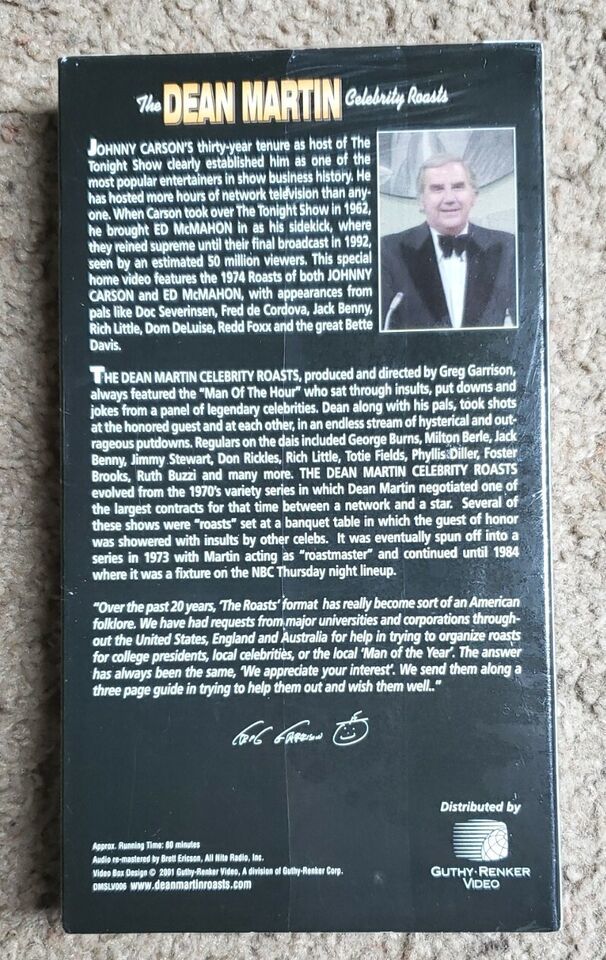 The DEAN MARTIN Celebrity Roasts
JOHNNY CARSON'S thirty-year tenure as host of The
Tonight Show clearly established him as one of the
most popular entertainers in show business history. He
has hosted more hours of network television than any-
one. When Carson took over The Tonight Show in 1962,
he brought ED McMAHON in as his sidekick, where
they reined supreme until their final broadcast in 1992,
seen by an estimated 50 million viewers. This special
home video features the 1974 Roasts of both JOHNNY
CARSON and ED McMAHON, with appearances from
pals like Doc Severinsen, Fred de Cordova, Jack Benny,
Rich Little, Dom DeLuise, Redd Foxx and the great Bette
Davis.
THE DEAN MARTIN CELEBRITY ROASTS, produced and directed by Greg Garrison,
always featured the "Man Of The Hour" who sat through insults, put downs and
jokes from a panel of legendary celebrities. Dean along with his pals, took shots
at the honored guest and at each other, in an endless stream of hysterical and out-
rageous putdowns. Regulars on the dais included George Burns, Milton Berle, Jack
Benny, Jimmy Stewart, Don Rickles, Rich Little, Totie Fields, Phyllis Diller, Foster
Brooks, Ruth Buzzi and many more. THE DEAN MARTIN CELEBRITY ROASTS
evolved from the 1970's variety series in which Dean Martin negotiated one of
the largest contracts for that time between a network and a star. Several of
these shows were "roasts" set at a banquet table in which the guest of honor
was showered with insults by other celebs. It was eventually spun off into a
series in 1973 with Martin acting as "roastmaster" and continued until 1984
where it was a fixture on the NBC Thursday night lineup.
"Over the past 20 years, 'The Roasts' format has really become sort of an American
folklore. We have had requests from major universities and corporations through-
out the United States, England and Australia for help in trying to organize roasts
for college presidents, local celebrities, or the local 'Man of the Year'. The answer
has always been the same, 'We appreciate your interest'. We send them along a
three page guide in trying to help them out and wish them well.."
GREG GARRISON
Distributed by
GUTHY-RENKER
VIDEO
Approx. Running Time: 80 minutes
Audio re-mastered by Brett Ericson, All Nite Radio, Inc.
Video Box Design © 2001 Guthy-Renker Video, A division of Guthy-Renker Corp.
DMSLV006 www.deanmartinroasts.com